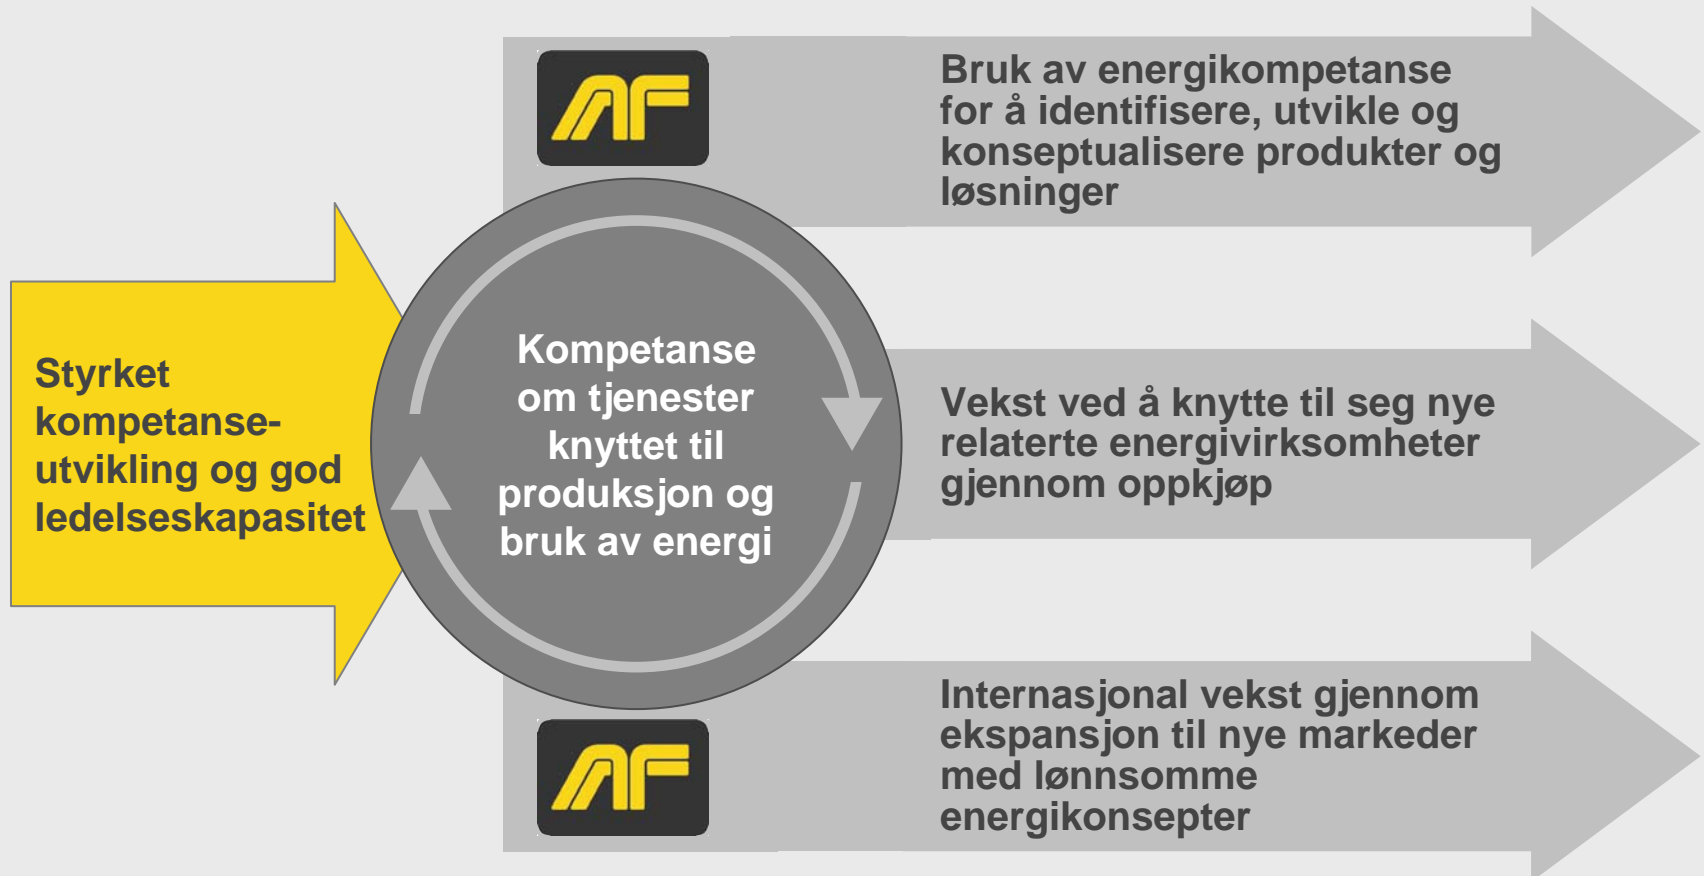 AF
Bruk av energikompetanse
for å identifisere, utvikle og
konseptualisere produkter og
løsninger
Styrket
kompetanse-
utvikling og god
ledelseskapasitet
Kompetanse
om tjenester
knyttet til
produksjon og
bruk av energi
Vekst ved å knytte til seg nye
relaterte energivirksomheter
gjennom oppkjøp
AF
Internasjonal vekst gjennom
ekspansjon til nye markeder
med lønnsomme
energikonsepter